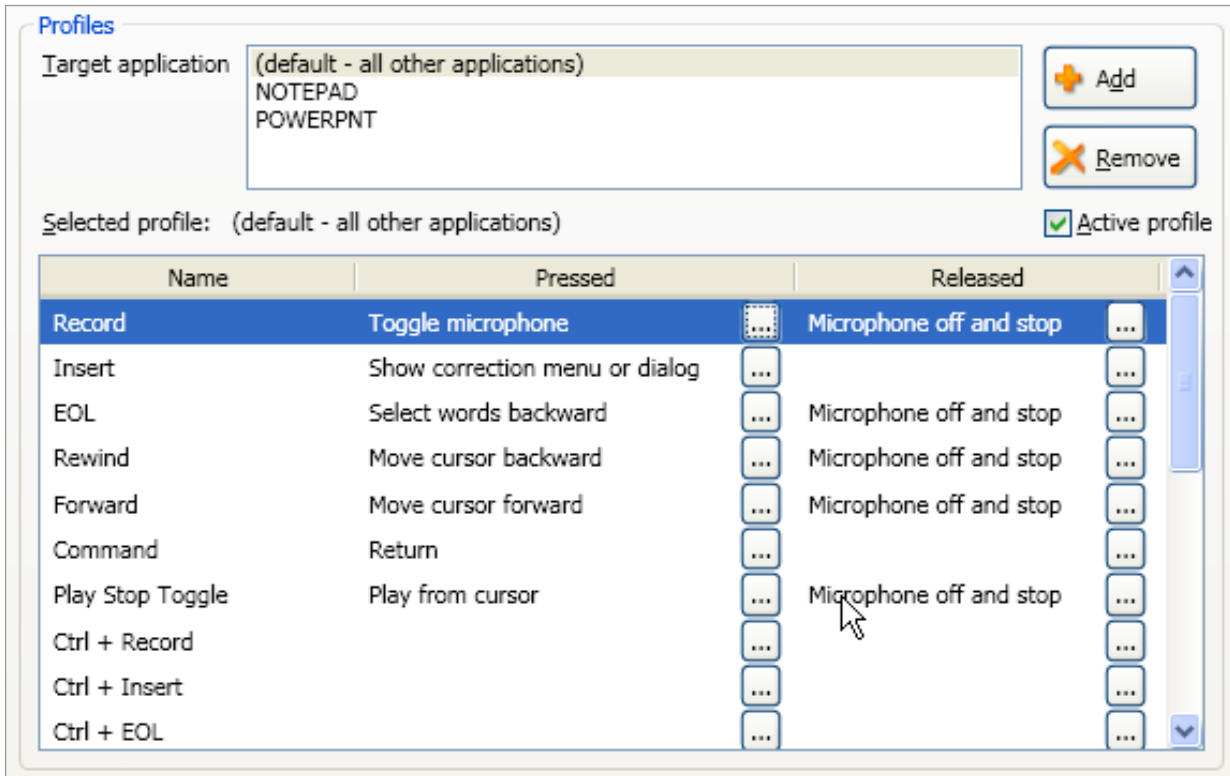 Profiles
Target application (default - all other applications) Add
NOTEPAD
POWERPNT
Remove
Selected profile: (default - all other applications) Active profile
Name Pressed Released
Record Toggle microphone ... Microphone off and stop ...
Insert Show correction menu or dialog ... ...
EOL Select words backward ... Microphone off and stop ...
Rewind Move cursor backward ... Microphone off and stop ...
Forward Move cursor forward ... Microphone off and stop ...
Command Return ... ...
Play Stop Toggle Play from cursor ... Microphone off and stop ...
Ctrl + Record ... ...
Ctrl + Insert ... ...
Ctrl + EOL ... ...